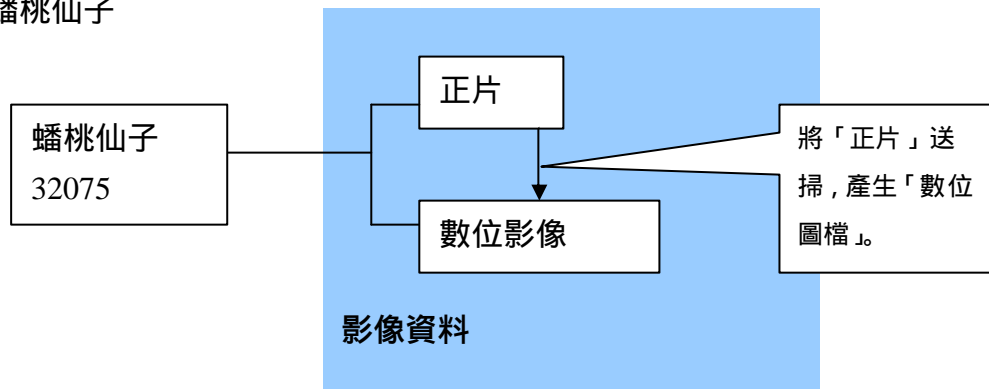 蟠桃仙子
正片
蟠桃仙子
32075
將「正片」送
掃，產生「數位
圖檔」。
數位影像
影像資料